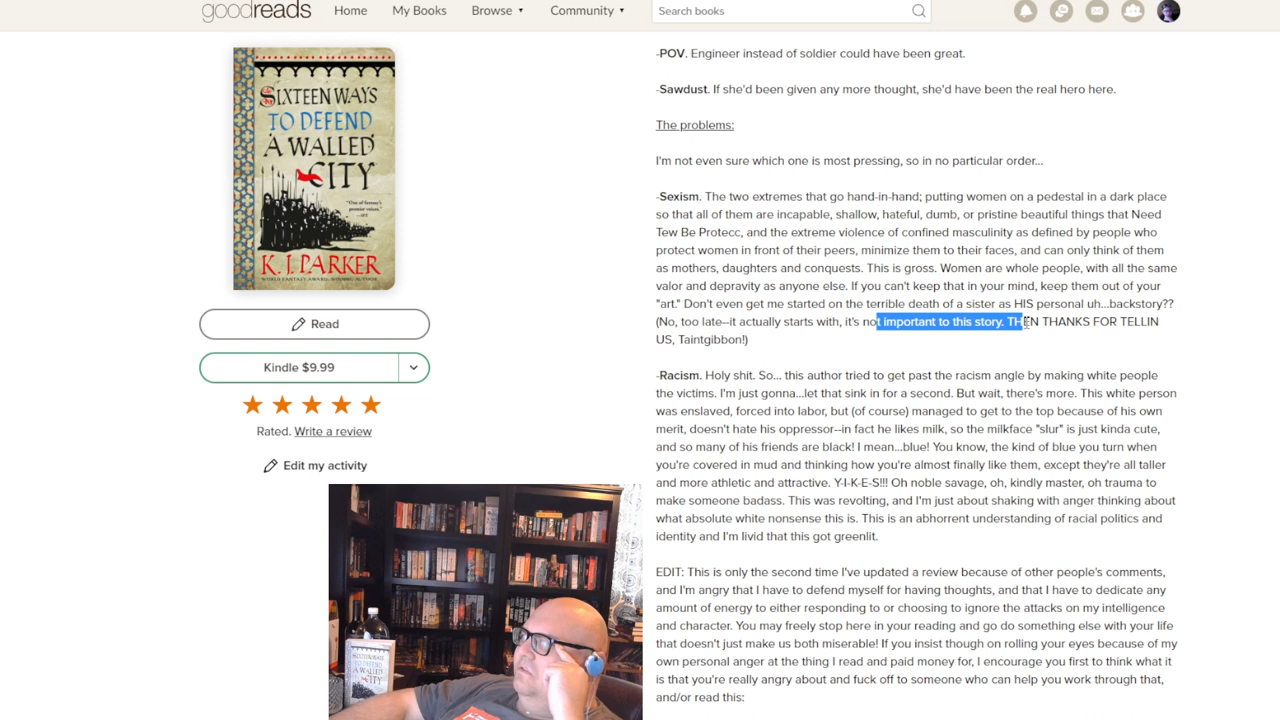 goodreads Home My Books Browse Community Search books
SIXTEEN WAYS
TO DEFEND
A WALLED
CITY
"One of fantasy's
premier voices."
K. J. PARKER
WORLD FANTASY AWARD-WINNING AUTHOR
Read
Kindle $9.99
Rated. Write a review
Edit my activity
-POV. Engineer instead of soldier could have been great.
-Sawdust. If she'd been given any more thought, she'd have been the real hero here.
The problems:
I'm not even sure which one is most pressing, so in no particular order…
-Sexism. The two extremes that go hand-in-hand; putting women on a pedestal in a dark place
so that all of them are incapable, shallow, hateful, dumb, or pristine beautiful things that Need
Tew Be Protecc, and the extreme violence of confined masculinity as defined by people who
protect women in front of their peers, minimize them to their faces, and can only think of them
as mothers, daughters and conquests. This is gross. Women are whole people, with all the same
valor and depravity as anyone else. If you can't keep that in your mind, keep them out of your
"art." Don't even get me started on the terrible death of a sister as HIS personal uh...backstory??
(No, too late--it actually starts with, it's not important to this story. THEN THANKS FOR TELLIN
US, Taintgibbon!)
-Racism. Holy shit. So… this author tried to get past the racism angle by making white people
the victims. I'm just gonna...let that sink in for a second. But wait, there's more. This white person
was enslaved, forced into labor, but (of course) managed to get to the top because of his own
merit, doesn't hate his oppressor--in fact he likes milk, so the milkface "slur" is just kinda cute,
and so many of his friends are black! I mean...blue! You know, the kind of blue you turn when
you're covered in mud and thinking how you're almost finally like them, except they're all taller
and more athletic and attractive. Y-I-K-E-S!!! Oh noble savage, oh, kindly master, oh trauma to
make someone badass. This was revolting, and I'm just about shaking with anger thinking about
what absolute white nonsense this is. This is an abhorrent understanding of racial politics and
identity and I'm livid that this got greenlit.
EDIT: This is only the second time I've updated a review because of other people's comments,
and I'm angry that I have to defend myself for having thoughts, and that I have to dedicate any
amount of energy to either responding to or choosing to ignore the attacks on my intelligence
and character. You may freely stop here in your reading and go do something else with your life
that doesn't just make us both miserable! If you insist though on rolling your eyes because of my
own personal anger at the thing I read and paid money for, I encourage you first to think what it
is that you're really angry about and fuck off to someone who can help you work through that,
and/or read this:
SIXTEEN WAYS
TO DEFEND
A WALLED
CITY